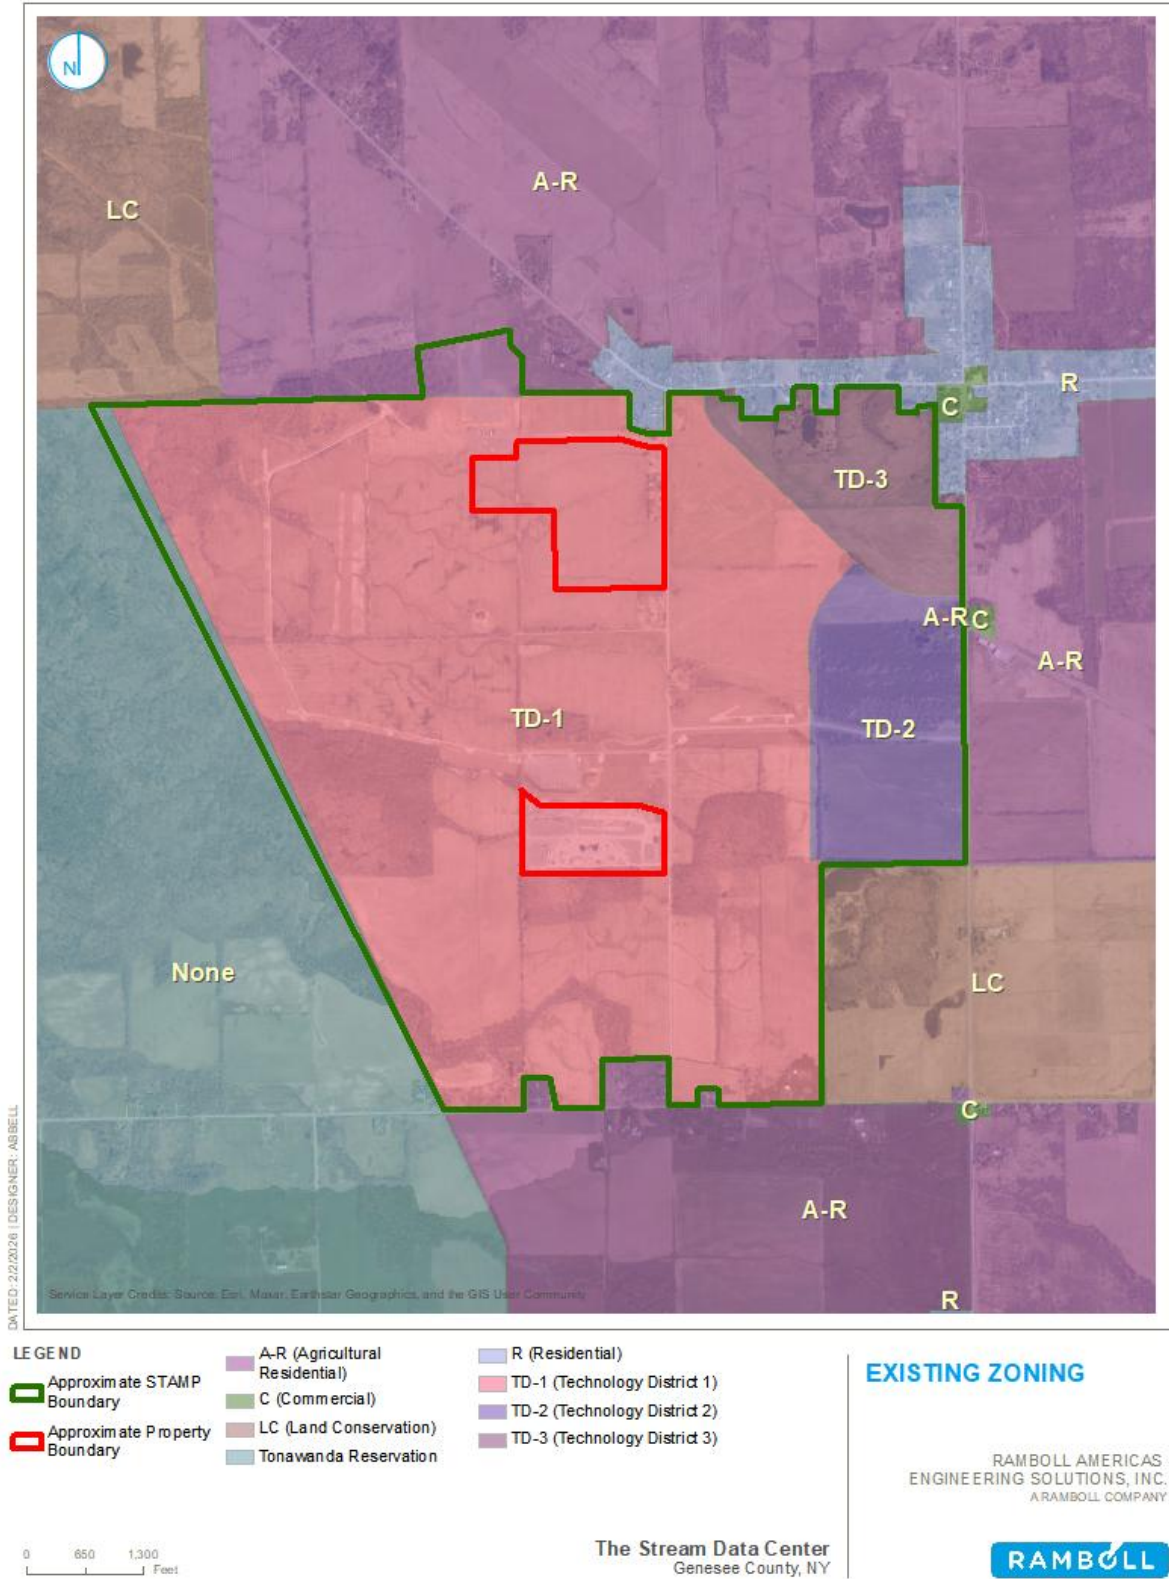 N
LC
A-R
R
C
TD-3
A-R
C
A-R
TD-1
TD-2
None
LC
C
A-R
R
Service Layer Credits: Source: Esri, Maxar, Earthstar Geographics, and the GIS User Community
DATED: 2/2/2026 | DESIGNER: ABBELL
LEGEND
Approximate STAMP
Boundary
Approximate Property
Boundary
A-R (Agricultural
Residential)
C (Commercial)
LC (Land Conservation)
Tonawanda Reservation
R (Residential)
TD-1 (Technology District 1)
TD-2 (Technology District 2)
TD-3 (Technology District 3)
EXISTING ZONING
RAMBOLL AMERICAS
ENGINEERING SOLUTIONS, INC.
A RAMBOLL COMPANY
0 650 1,300
Feet
The Stream Data Center
Genesee County, NY
RAMBOLL